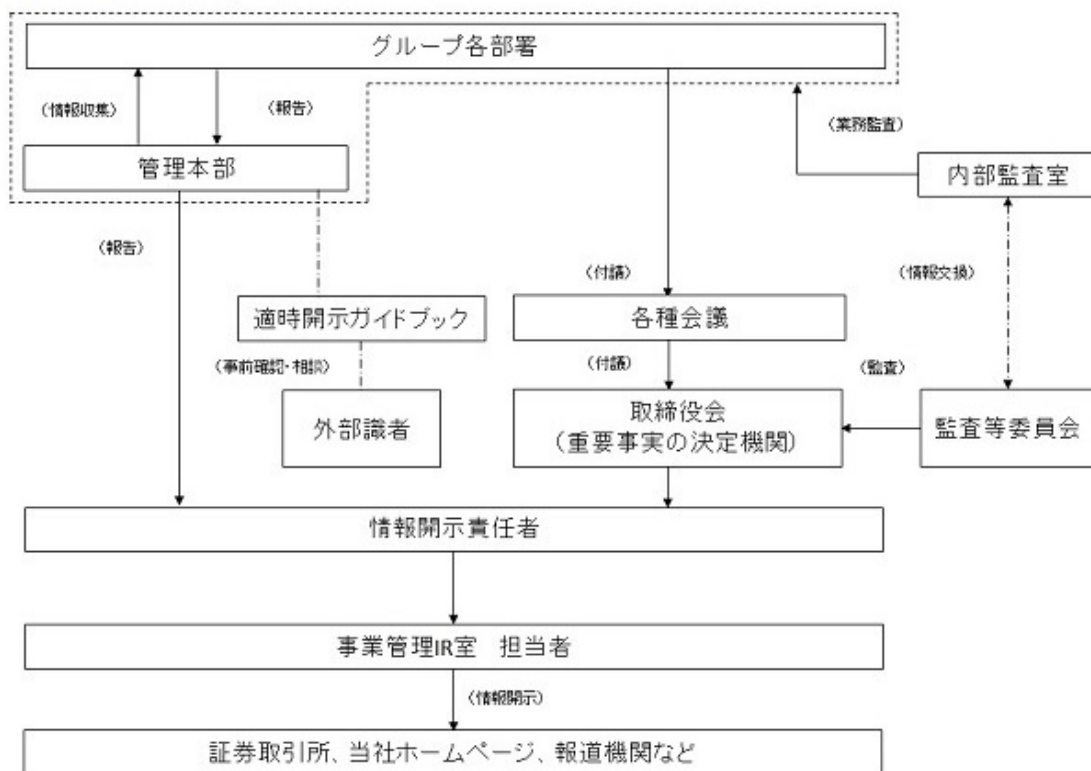 グループ各部署
(情報収集)
(報告)
(業務監査)
管理本部
内部監査室
(報告)
(付議)
(情報交換)
適時開示ガイドブック
各種会議
(事前確認・相談)
(付議)
(監査)
外部識者
取締役会
(重要事実の決定機関)
監査等委員会
情報開示責任者
事業管理IR室 担当者
(情報開示)
証券取引所、当社ホームページ、報道機関など